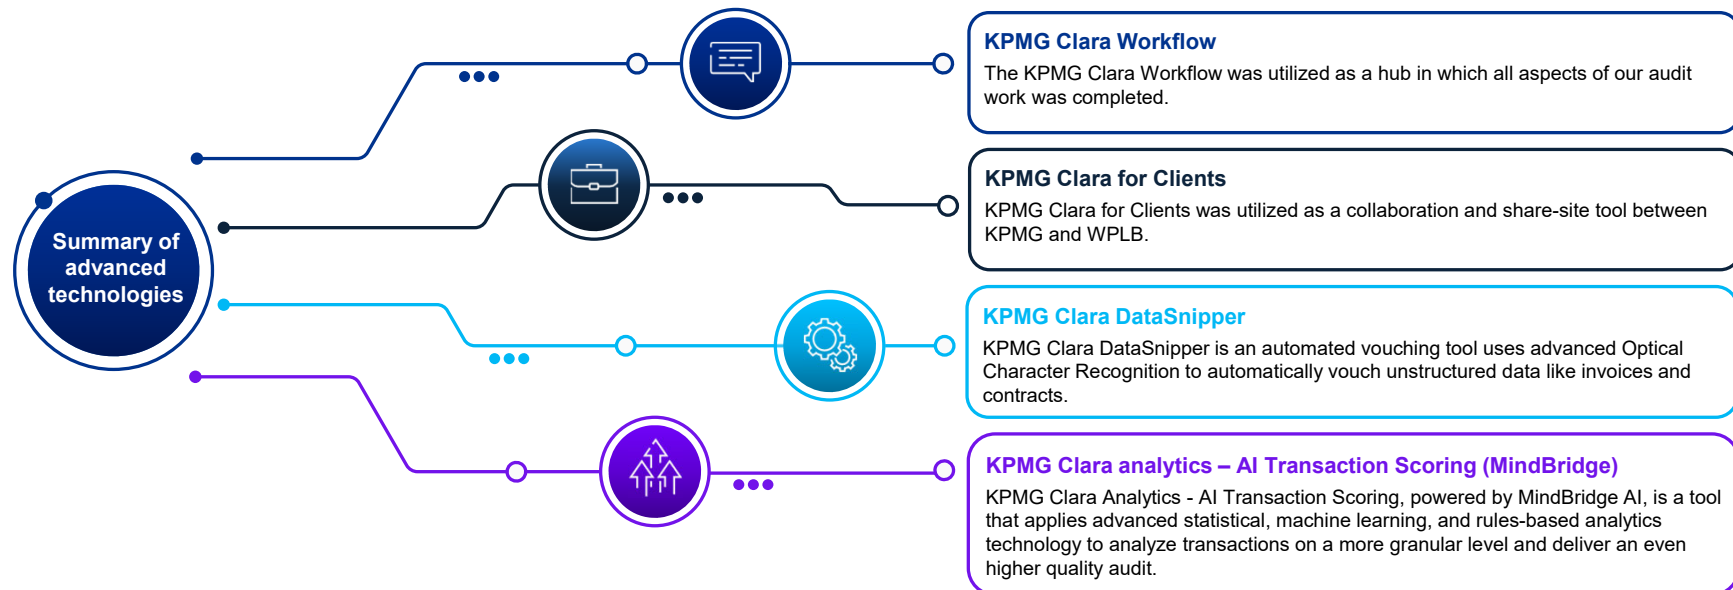 Summary of
advanced
technologies
KPMG Clara Workflow
The KPMG Clara Workflow was utilized as a hub in which all aspects of our audit
work was completed.
KPMG Clara for Clients
KPMG Clara for Clients was utilized as a collaboration and share-site tool between
KPMG and WPLB.
KPMG Clara DataSnipper
KPMG Clara DataSnipper is an automated vouching tool uses advanced Optical
Character Recognition to automatically vouch unstructured data like invoices and
contracts.
KPMG Clara analytics – AI Transaction Scoring (MindBridge)
KPMG Clara Analytics - AI Transaction Scoring, powered by MindBridge AI, is a tool
that applies advanced statistical, machine learning, and rules-based analytics
technology to analyze transactions on a more granular level and deliver an even
higher quality audit.